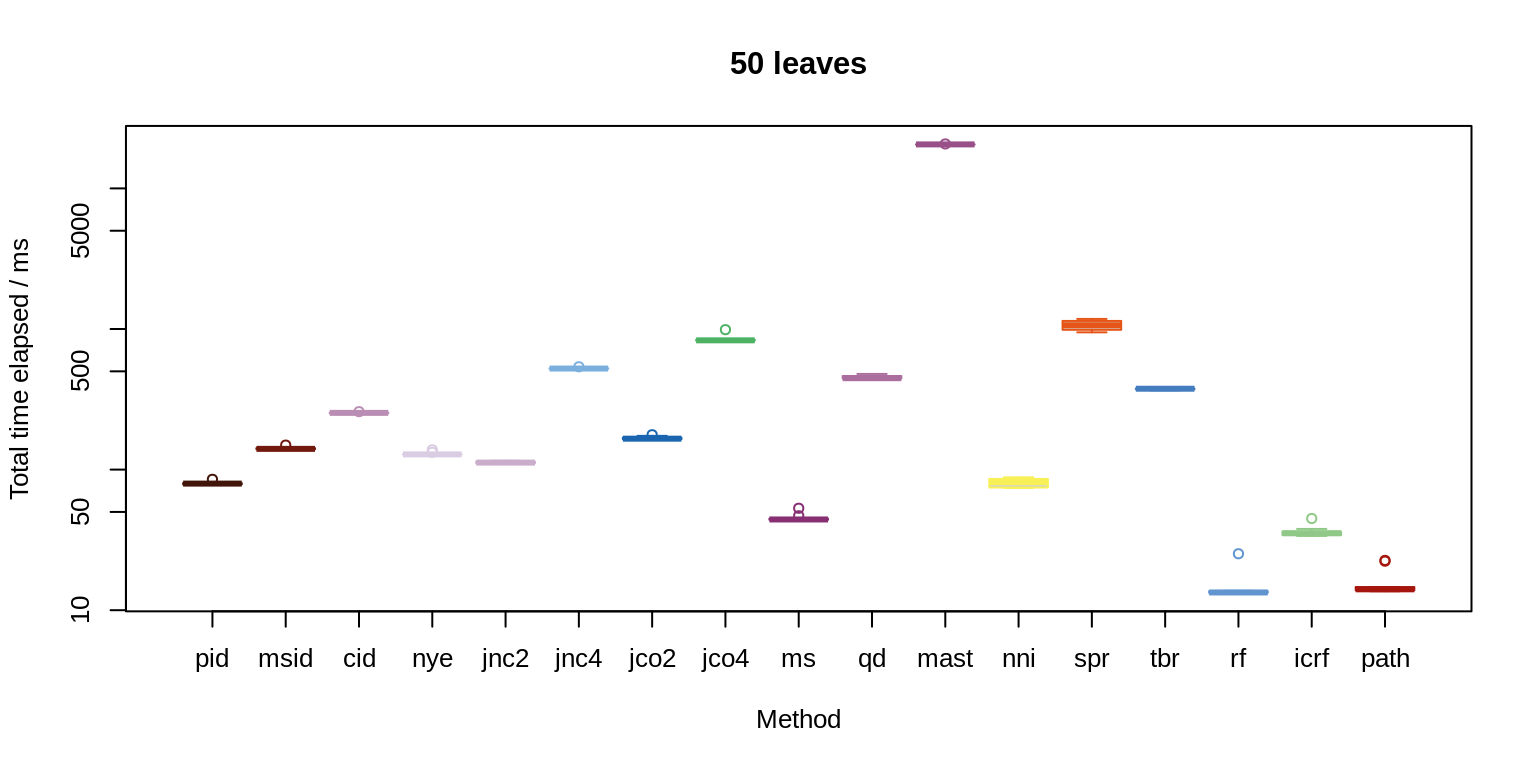 50 leaves
Total time elapsed / ms
5000
500
50
10
pid msid cid nye jnc2 jnc4 jco2 jco4 ms qd mast nni spr tbr rf icrf path
Method